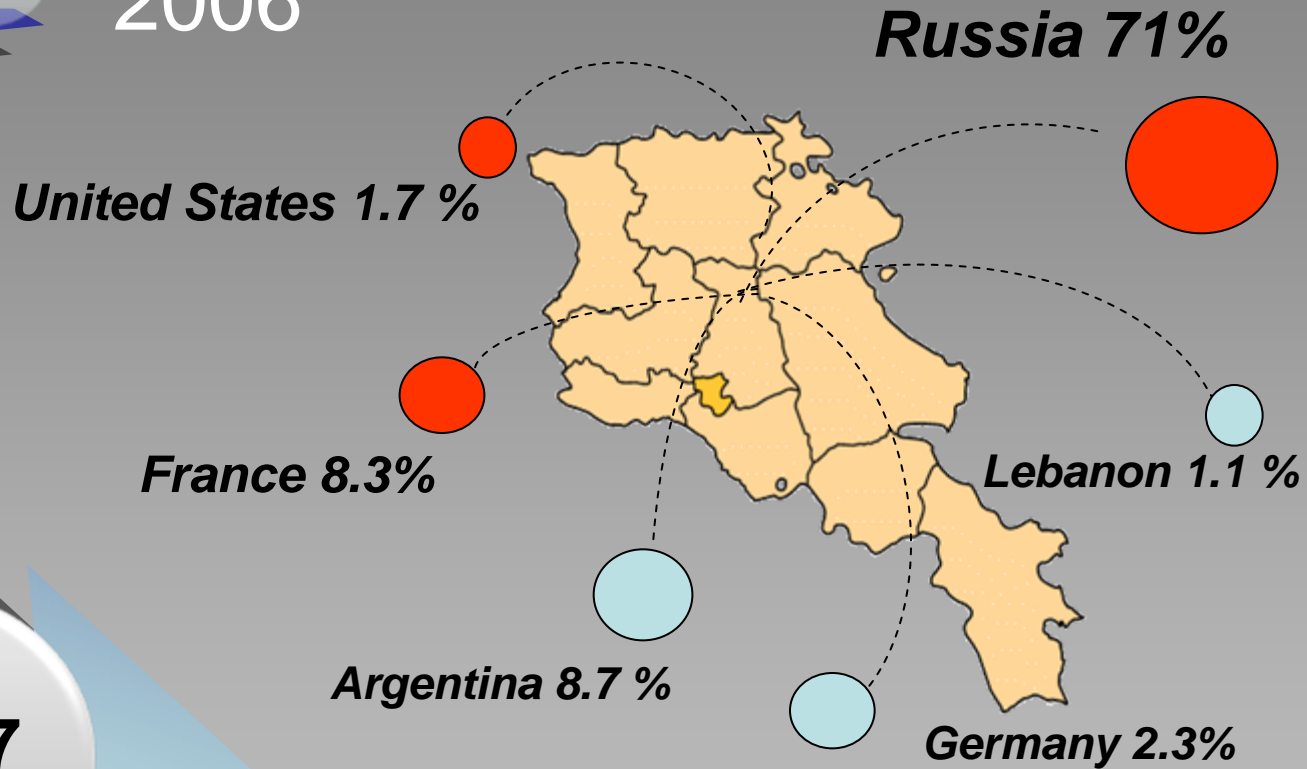 2006
Russia 71%
United States 1.7 %
France 8.3%
Lebanon 1.1 %
Argentina 8.7 %
7
Germany 2.3%